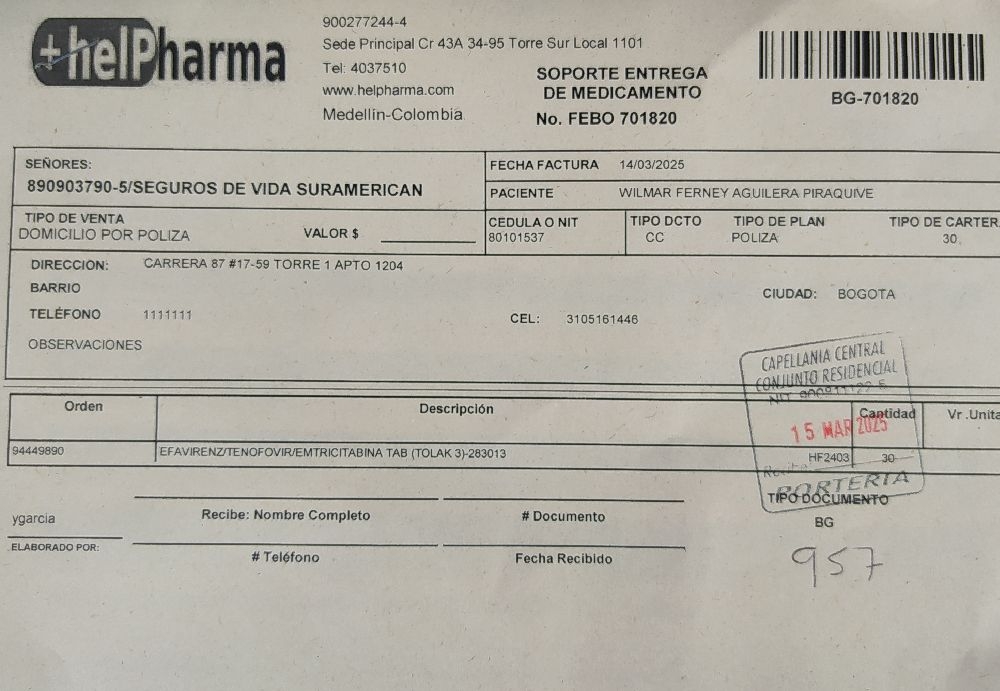 +helPharma
900277244-4
Sede Principal Cr 43A 34-95 Torre Sur Local 1101
Tel: 4037510
www.helpharma.com
Medellín-Colombia
SOPORTE ENTREGA
DE MEDICAMENTO
No. FEBO 701820
BG-701820
SEÑORES:
890903790-5/SEGUROS DE VIDA SURAMERICAN
FECHA FACTURA 14/03/2025
PACIENTE WILMAR FERNEY AGUILERA PIRAQUIVE
TIPO DE VENTA
DOMICILIO POR POLIZA
VALOR $
CEDULA O NIT
80101537
TIPO DCTO
CC
TIPO DE PLAN
POLIZA
TIPO DE CARTER
30
DIRECCION: CARRERA 87 #17-59 TORRE 1 APTO 1204
BARRIO
CIUDAD: BOGOTA
TELÉFONO 1111111
CEL: 3105161446
OBSERVACIONES
CAPELLANIA CENTRAL
CONJUNTO RESIDENCIAL
NIT
15 MAR 2025
PORTERIA
Orden Descripción Cantidad Vr .Unita
94449890 EFAVIRENZ/TENOFOVIR/EMTRICITABINA TAB (TOLAK 3)-283013 HF2403 30
ygarcia
ELABORADO POR:
Recibe: Nombre Completo
# Documento
TIPO DOCUMENTO
BG
# Teléfono
Fecha Recibido
957